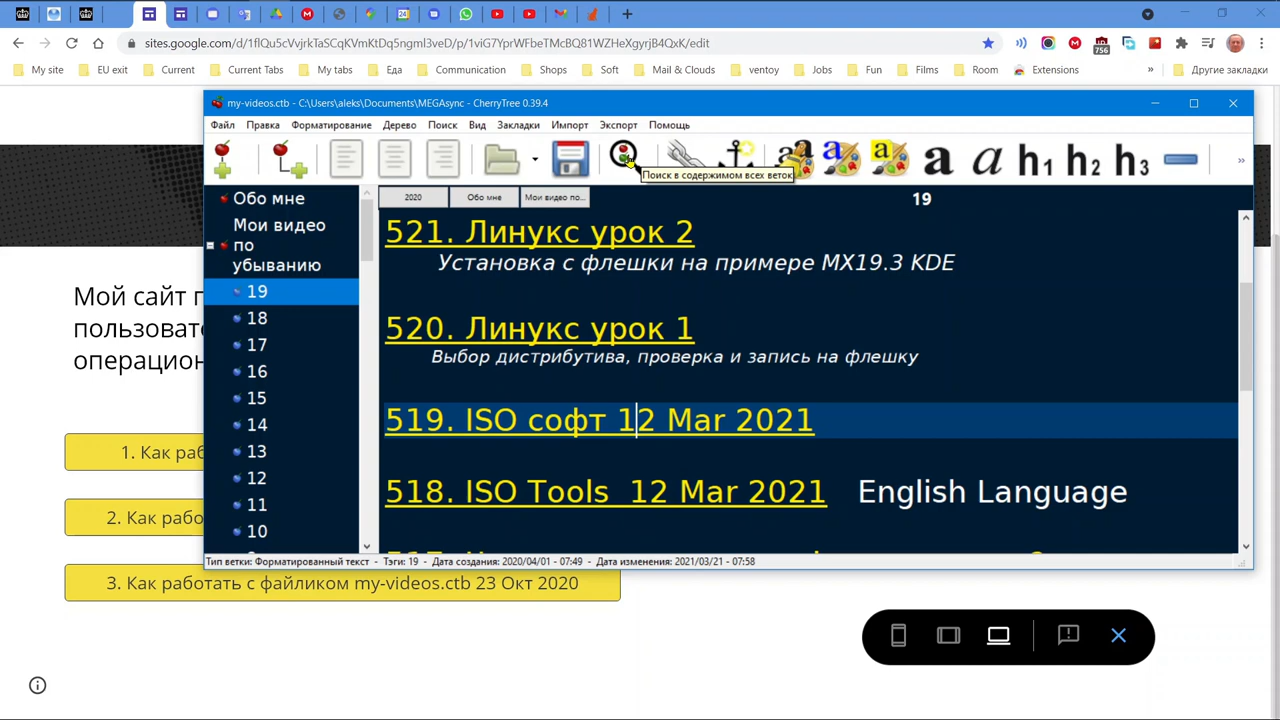 24
sites.google.com/d/1flQu5cVvjrkTaSCqKVmKtDq5ngmI3veDo/1viG7YprWFbeTMcBQ81WZHeXgyrjB4QxK/edit
756
My site
EU exit
Current
Current Tabs
My tabs
Еда
Communication
Shops
Soft
Mail & Clouds
ventoy
Jobs
Fun
Films
Room
Extensions
»
Другие закладки
my-videos.ctb - C:\Users\aleks\Documents\MEGAsync - CherryTree 0.39.4
Файл
Правка
Форматирование
Дерево
Поиск
Вид
Закладки
Импорт
Экспорт
Помощь
a a a a a h1 h2 h3
»
Поиск в содержимом всех веток
Обо мне
Мои видео
по
убыванию
19
18
17
16
15
14
13
12
11
10
2020
Обо мне
Мои видео по...
19
521. Линукс урок 2
Установка с флешки на примере MX19.3 KDE
520. Линукс урок 1
Выбор дистрибутива, проверка и запись на флешку
519. ISO софт 12 Mar 2021
518. ISO Tools 12 Mar 2021 English Language
Тип ветки: Форматированный текст - Тэги: 19 - Дата создания: 2020/04/01 - 07:49 - Дата изменения: 2021/03/21 - 07:58
Мой сайт п
пользоват
операцион
1. Как раб
2. Как рабо
3. Как работать с файликом my-videos.ctb 23 Окт 2020